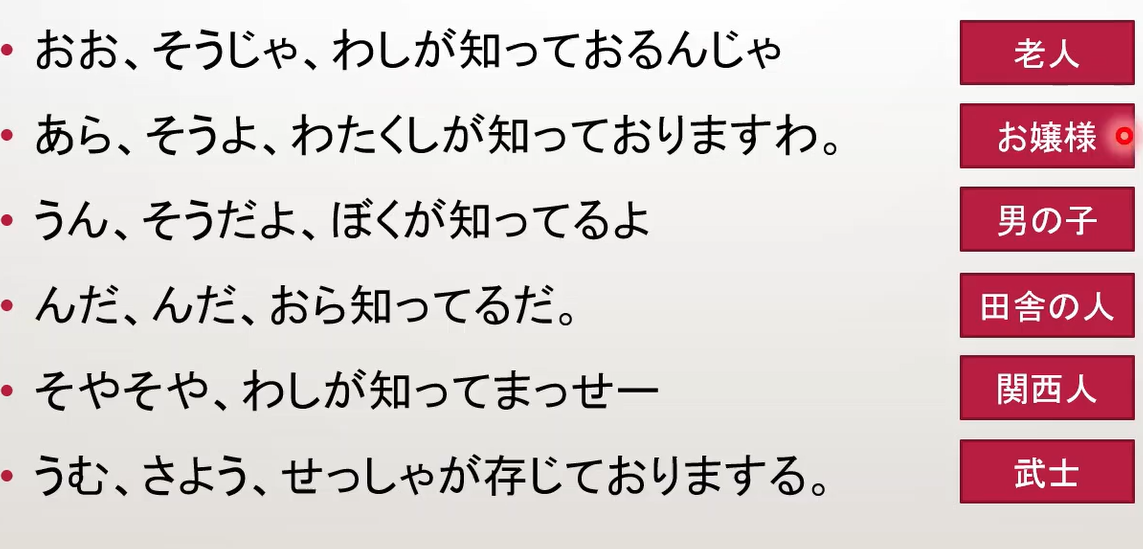 • おお、そうじゃ、わしが知っておるんじゃ 老人
• あら、そうよ、わたくしが知っておりますわ。 お嬢様
• うん、そうだよ、ぼくが知ってるよ 男の子
• んだ、んだ、おら知ってるだ。 田舎の人
• そやそや、わしが知ってまっせー 関西人
• うむ、さよう、せっしゃが存じておりまする。 武士